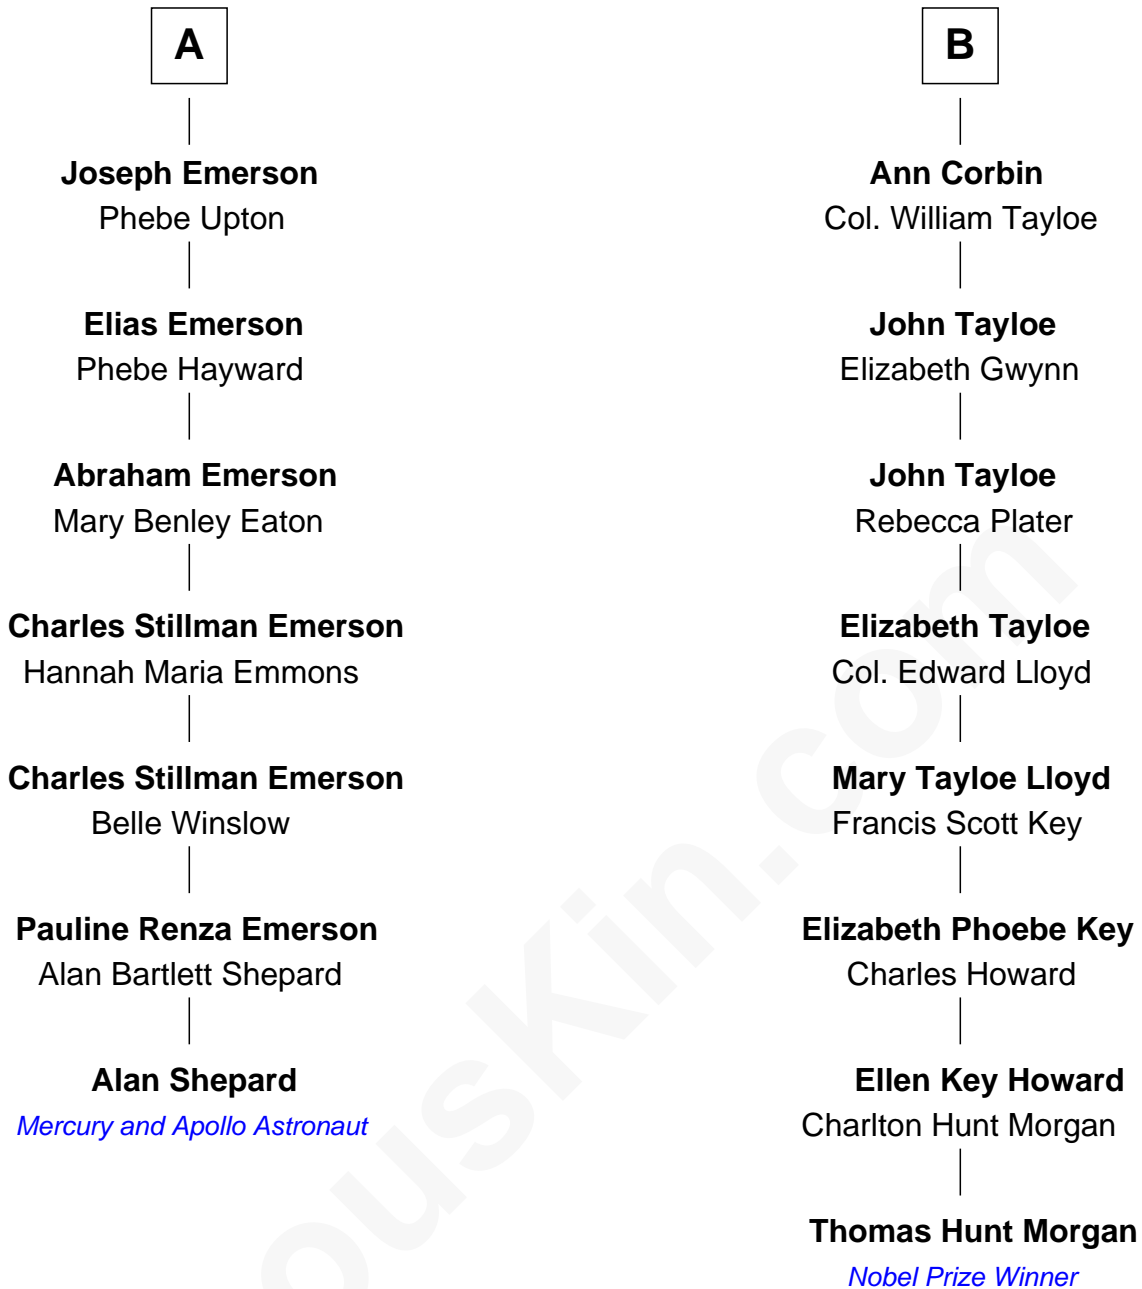 A
Joseph Emerson
Phebe Upton
Elias Emerson
Phebe Hayward
Abraham Emerson
Mary Benley Eaton
Charles Stillman Emerson
Hannah Maria Emmons
Charles Stillman Emerson
Belle Winslow
Pauline Renza Emerson
Alan Bartlett Shepard
Alan Shepard
Mercury and Apollo Astronaut
B
Ann Corbin
Col. William Tayloe
John Tayloe
Elizabeth Gwynn
John Tayloe
Rebecca Plater
Elizabeth Tayloe
Col. Edward Lloyd
Mary Tayloe Lloyd
Francis Scott Key
Elizabeth Phoebe Key
Charles Howard
Ellen Key Howard
Charlton Hunt Morgan
Thomas Hunt Morgan
Nobel Prize Winner
ousKin.com